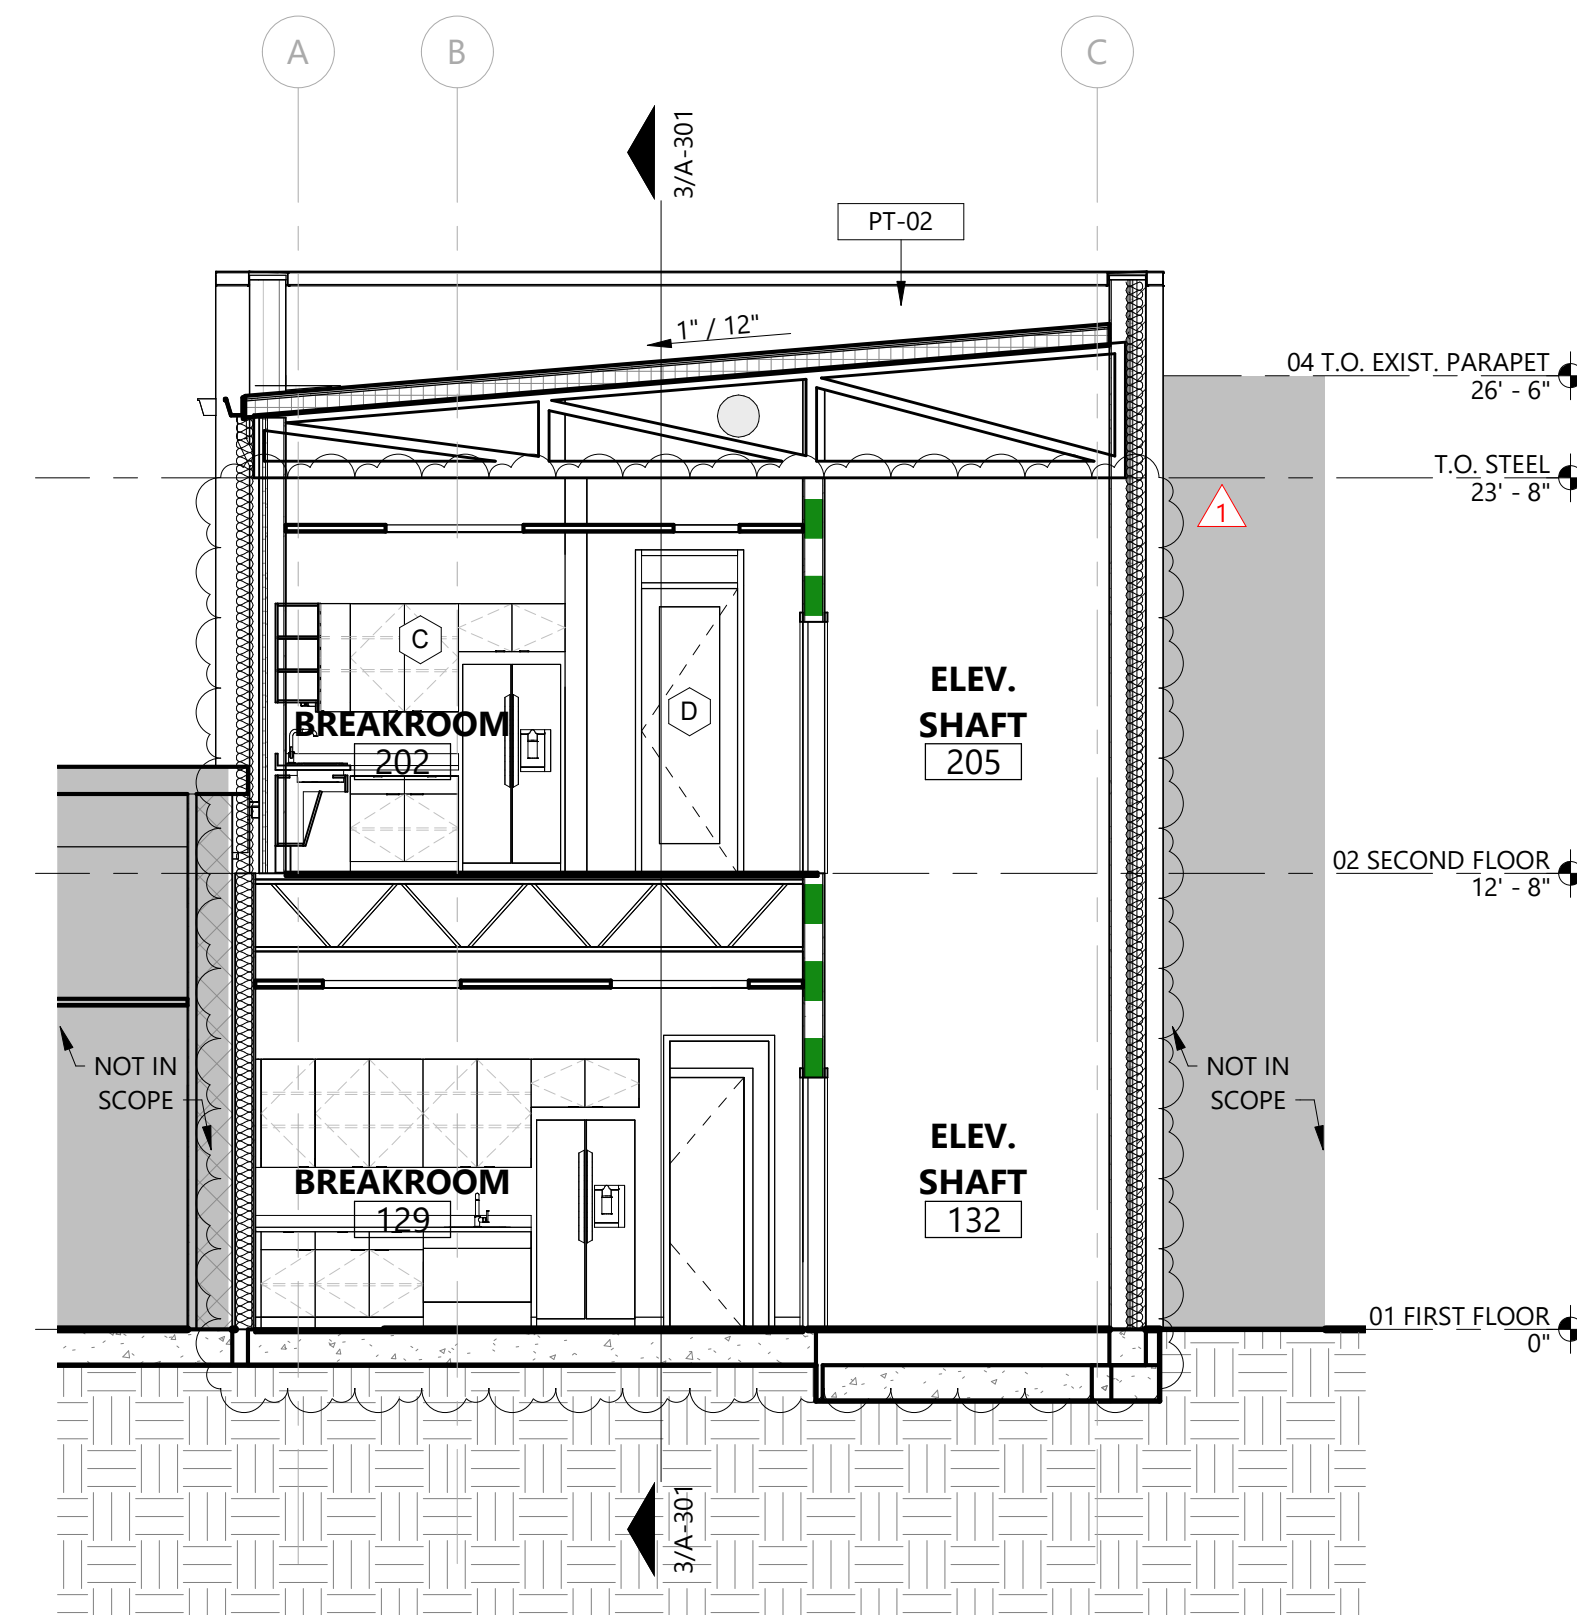 A
B
C
3/A-301
PT-02
1" / 12"
04 T.O. EXIST. PARAPET
26' - 6"
T.O. STEEL
23' - 8"
1
C
D
BREAKROOM
202
ELEV.
SHAFT
205
02 SECOND FLOOR
12' - 8"
NOT IN
SCOPE
NOT IN
SCOPE
BREAKROOM
129
ELEV.
SHAFT
132
01 FIRST FLOOR
0"
3/A-301